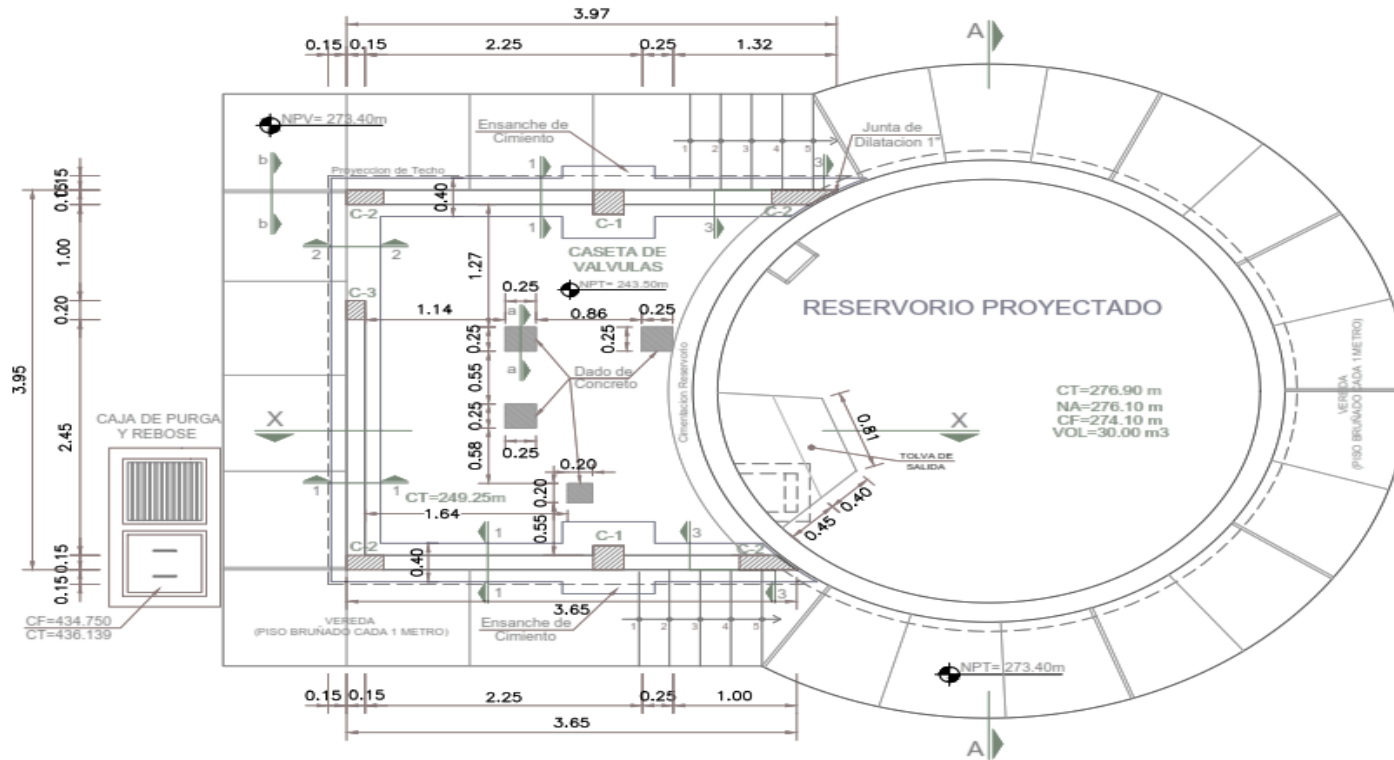 3.97
0.15 0.15 2.25 0.25 1.32
A
NPV= 273.40m
Ensanche de
Cimiento
Junta de
Dilatacion 1"
1 2 3 4 5
b
b
Proyeccion de Techo
1
3
0.15
0.40
C-2
C-1
C-2
1
3
2
2
CASETA DE
VALVULAS
1.00
1.27
NPT= 243.50m
C-3
0.20
0.25
0.25
1.14
a
0.86
RESERVORIO PROYECTADO
0.25
0.25
a
0.55
Dado de
Concreto
Cimentacion Reservorio
3.95
CT=276.90 m
NA=276.10 m
CF=274.10 m
VOL=30.00 m3
VEREDA
(PISO BRUÑADO CADA 1 METRO)
CAJA DE PURGA
Y REBOSE
X
X
2.45
0.25
0.25
0.81
TOLVA DE
SALIDA
0.58
0.20
1
1
CT=249.25m
0.20
0.40
0.45
1.64
0.55
1
3
C-2
C-1
C-2
0.15
0.40
0.15
1
3
3.65
CF=434.750
CT=436.139
VEREDA
(PISO BRUÑADO CADA 1 METRO)
Ensanche de
Cimiento
1 2 3 4 5
NPT= 273.40m
0.15 0.15 2.25 0.25 1.00
3.65
A